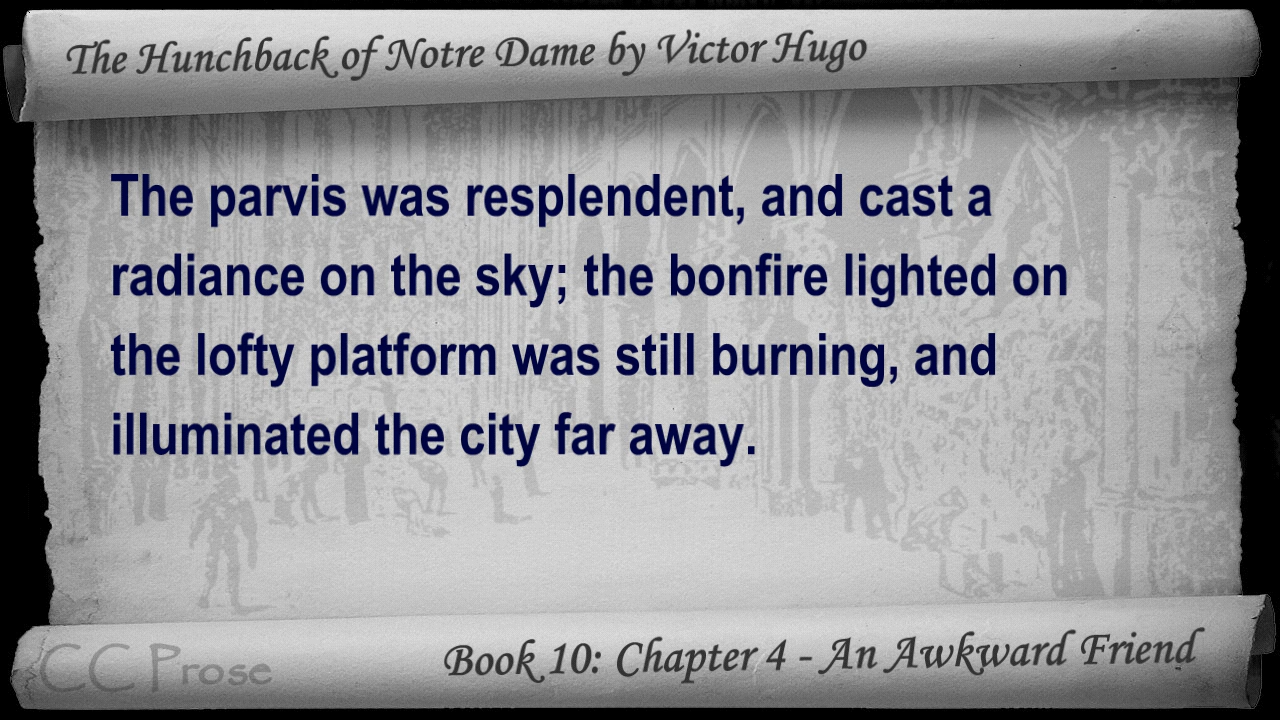 The Hunchback of Notre Dame by Victor Hugo
The parvis was resplendent, and cast a
radiance on the sky; the bonfire lighted on
the lofty platform was still burning, and
illuminated the city far away.
CC Prose
Book 10: Chapter 4 - An Awkward Friend